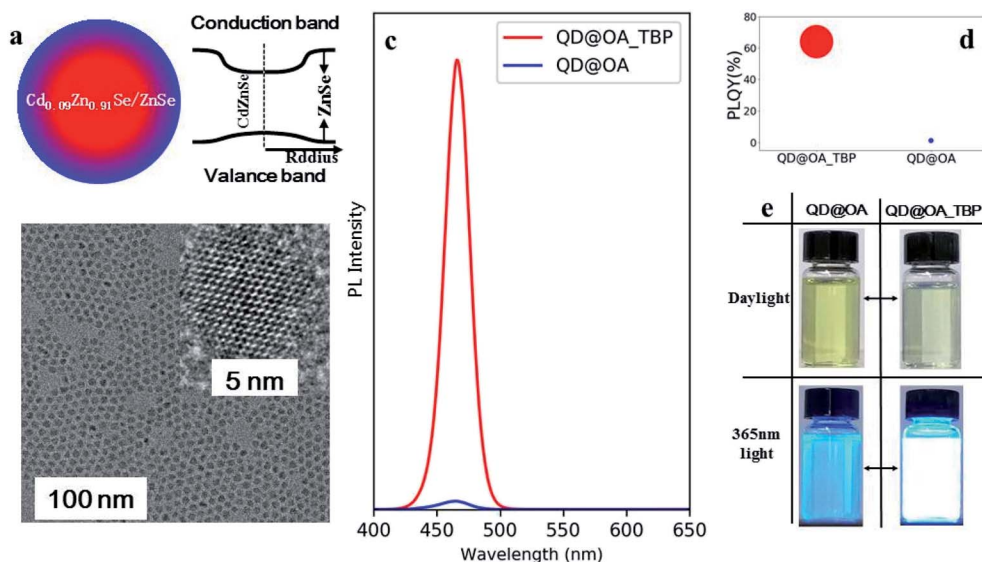 a
Cd0.09Zn0.91Se/ZnSe
Conduction band
CdZnSe
ZnSe
Rddius
Valance band
5 nm
100 nm
c
QD@OA_TBP
QD@OA
PL Intensity
400 450 500 550 600 650
Wavelength (nm)
d
PLQY(%)
80
60
40
20
0
QD@OA_TBP QD@OA
e
QD@OA QD@OA_TBP
Daylight
365nm
light